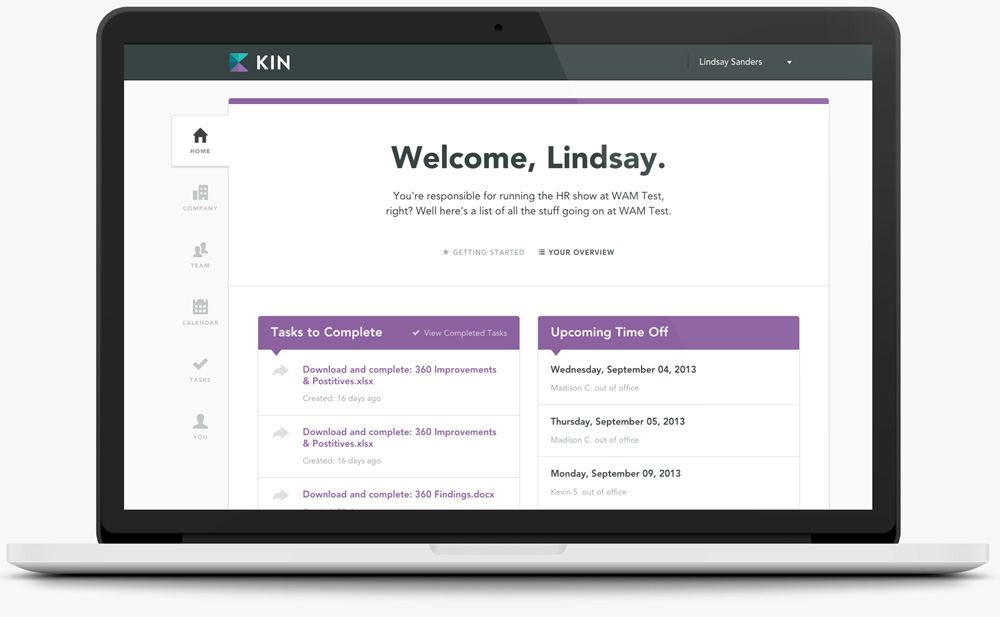 KIN
Lindsay Sanders
HOME
COMPANY
TEAM
CALENDAR
TASKS
YOU
Welcome, Lindsay.
You're responsible for running the HR show at WAM Test,
right? Well here's a list of all the stuff going on at WAM Test.
GETTING STARTED
YOUR OVERVIEW
Tasks to Complete
View Completed Tasks
Download and complete: 360 Improvements
& Postitives.xlsx
Created: 16 days ago
Download and complete: 360 Improvements
& Postitives.xlsx
Created: 16 days ago
Download and complete: 360 Findings.docx
Upcoming Time Off
Wednesday, September 04, 2013
Madison C. out of office
Thursday, September 05, 2013
Madison C. out of office
Monday, September 09, 2013
Kevin S. out of office